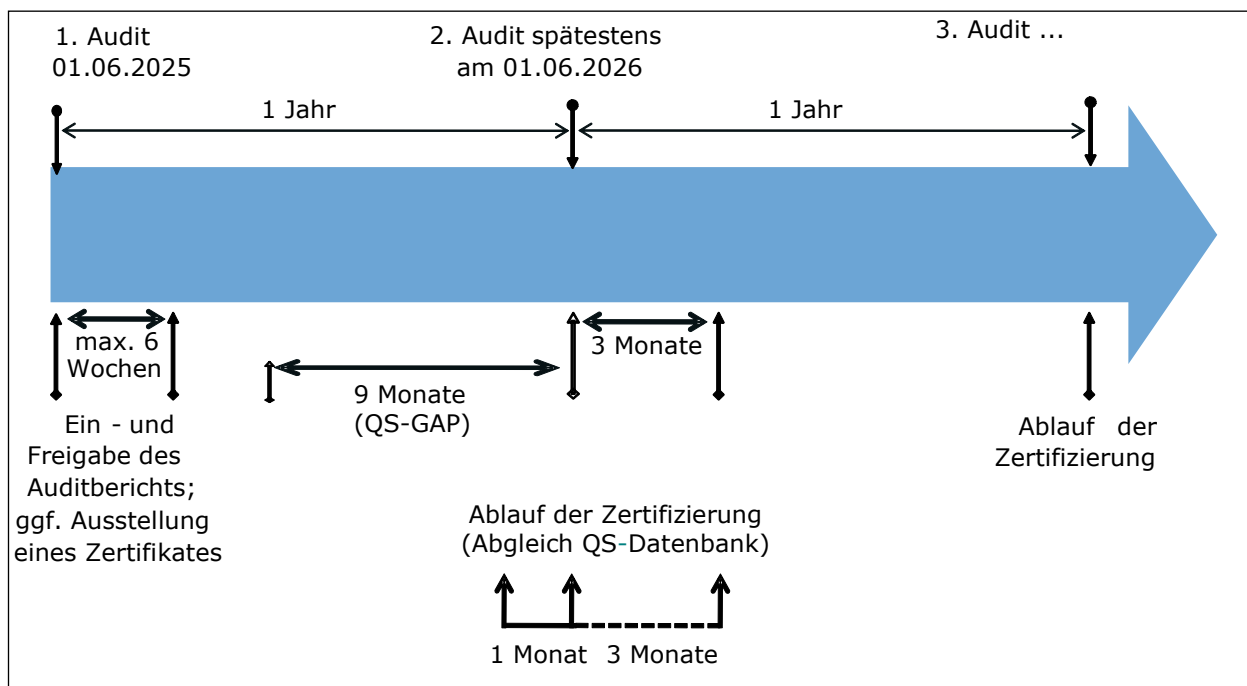 1. Audit
01.06.2025
2. Audit spätestens
am 01.06.2026
3. Audit ...
1 Jahr
1 Jahr
max. 6
Wochen
3 Monate
9 Monate
(QS-GAP)
Ein - und
Freigabe des
Auditberichts;
ggf. Ausstellung
eines Zertifikates
Ablauf der
Zertifizierung
Ablauf der Zertifizierung
(Abgleich QS-Datenbank)
1 Monat 3 Monate